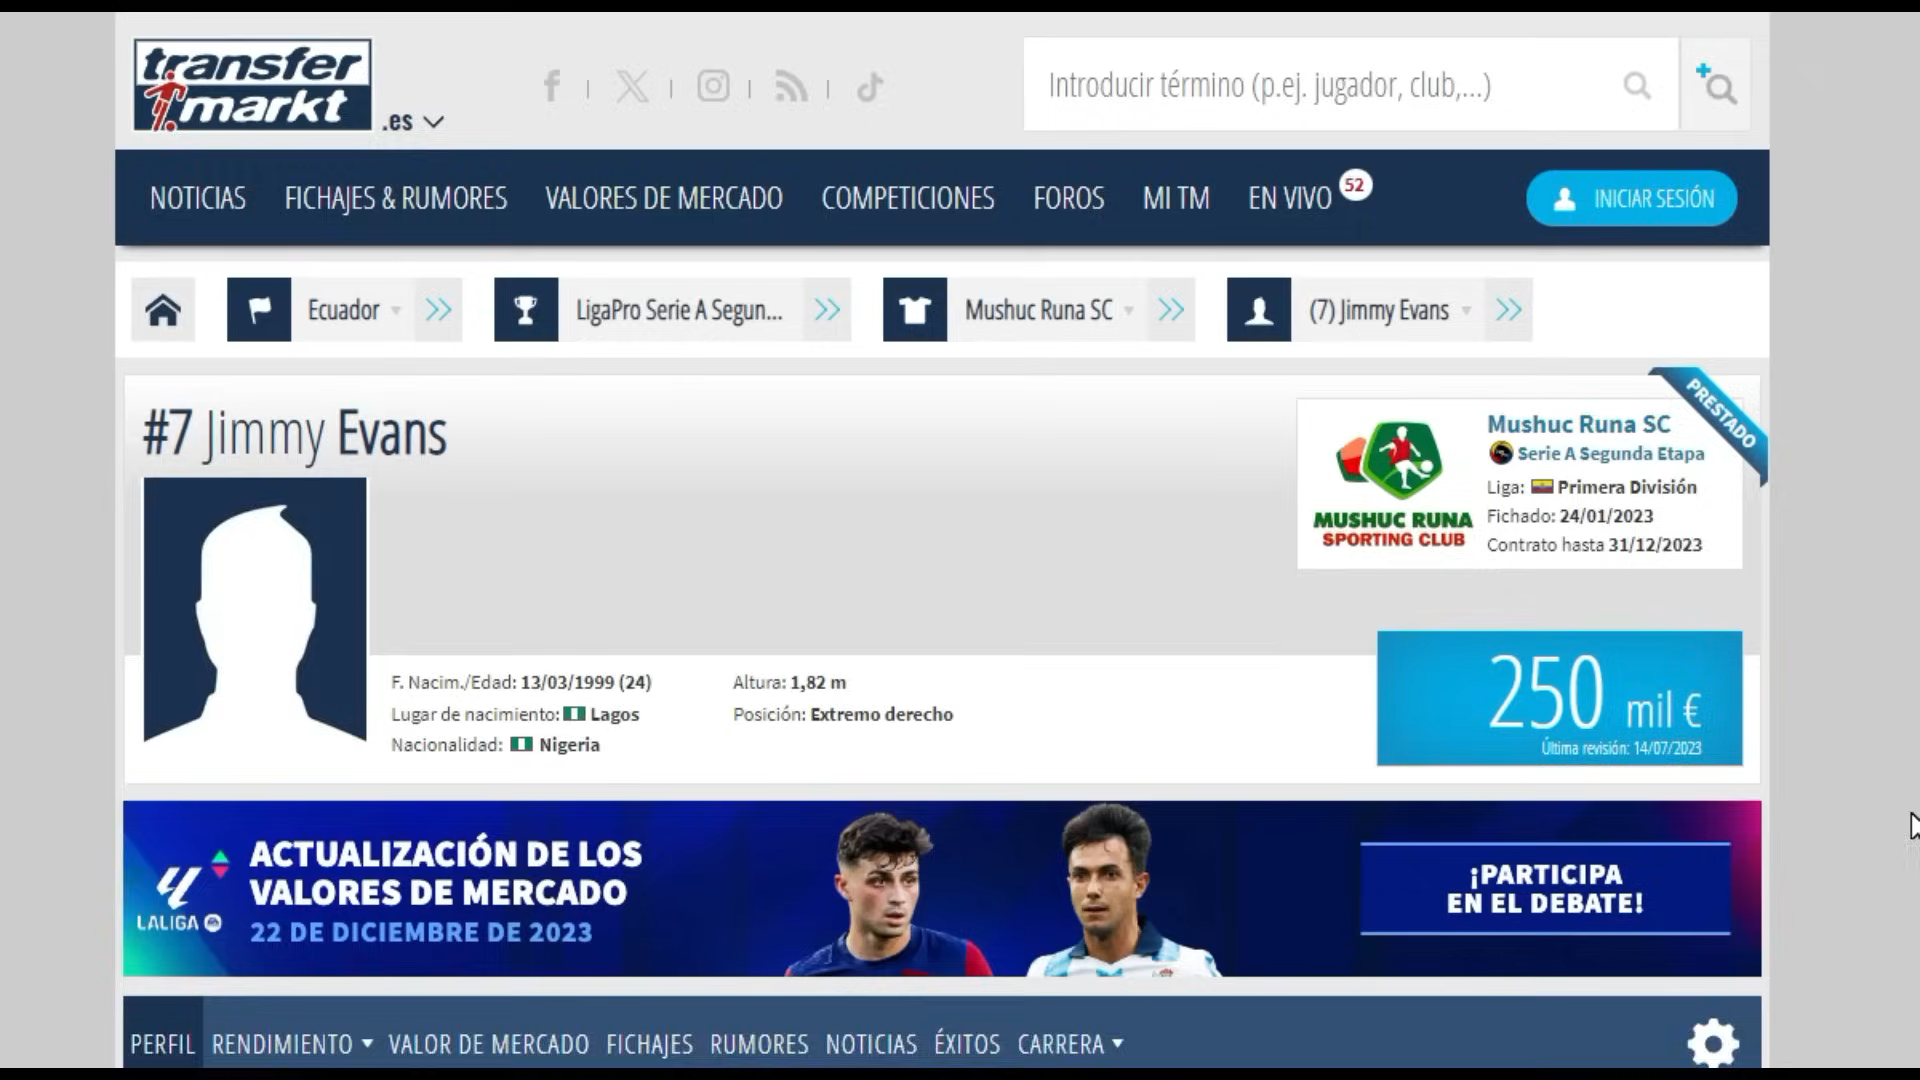 transfer
markt
.es
Introducir término (p.ej. jugador, club,...)
NOTICIAS FICHAJES & RUMORES VALORES DE MERCADO COMPETICIONES FOROS MI TM EN VIVO 52 INICIAR SESIÓN
Ecuador LigaPro Serie A Segun... Mushuc Runa SC (7) Jimmy Evans
#7 Jimmy Evans
PRESTADO
Mushuc Runa SC
Serie A Segunda Etapa
Liga: Primera División
Fichado: 24/01/2023
Contrato hasta 31/12/2023
MUSHUC RUNA
SPORTING CLUB
F. Nacim./Edad: 13/03/1999 (24)
Lugar de nacimiento: Lagos
Nacionalidad: Nigeria
Altura: 1,82 m
Posición: Extremo derecho
250 mil €
Última revisión: 14/07/2023
LALIGA
ACTUALIZACIÓN DE LOS
VALORES DE MERCADO
22 DE DICIEMBRE DE 2023
¡PARTICIPA
EN EL DEBATE!
PERFIL RENDIMIENTO VALOR DE MERCADO FICHAJES RUMORES NOTICIAS ÉXITOS CARRERA